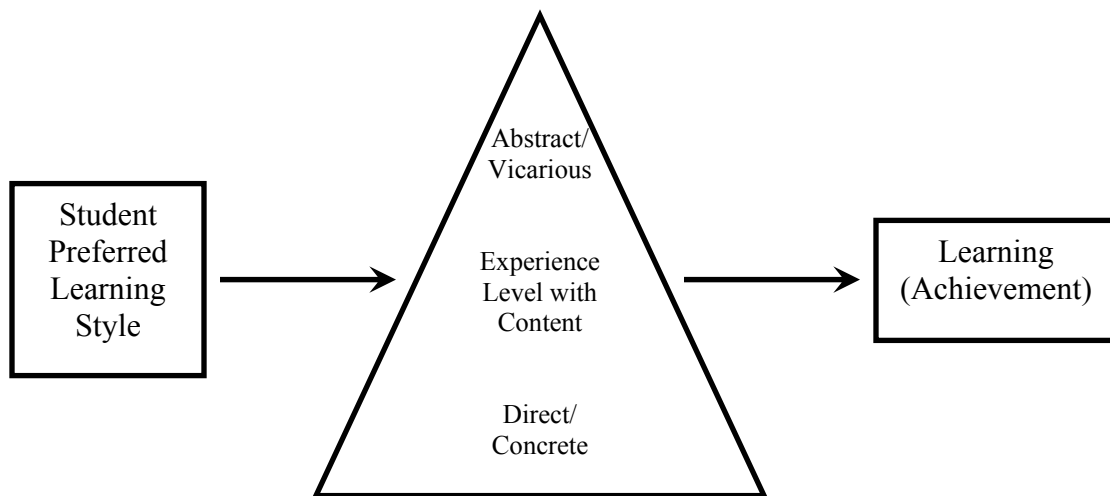 Student
Preferred
Learning
Style
Abstract/
Vicarious
Experience
Level with
Content
Direct/
Concrete
Learning
(Achievement)